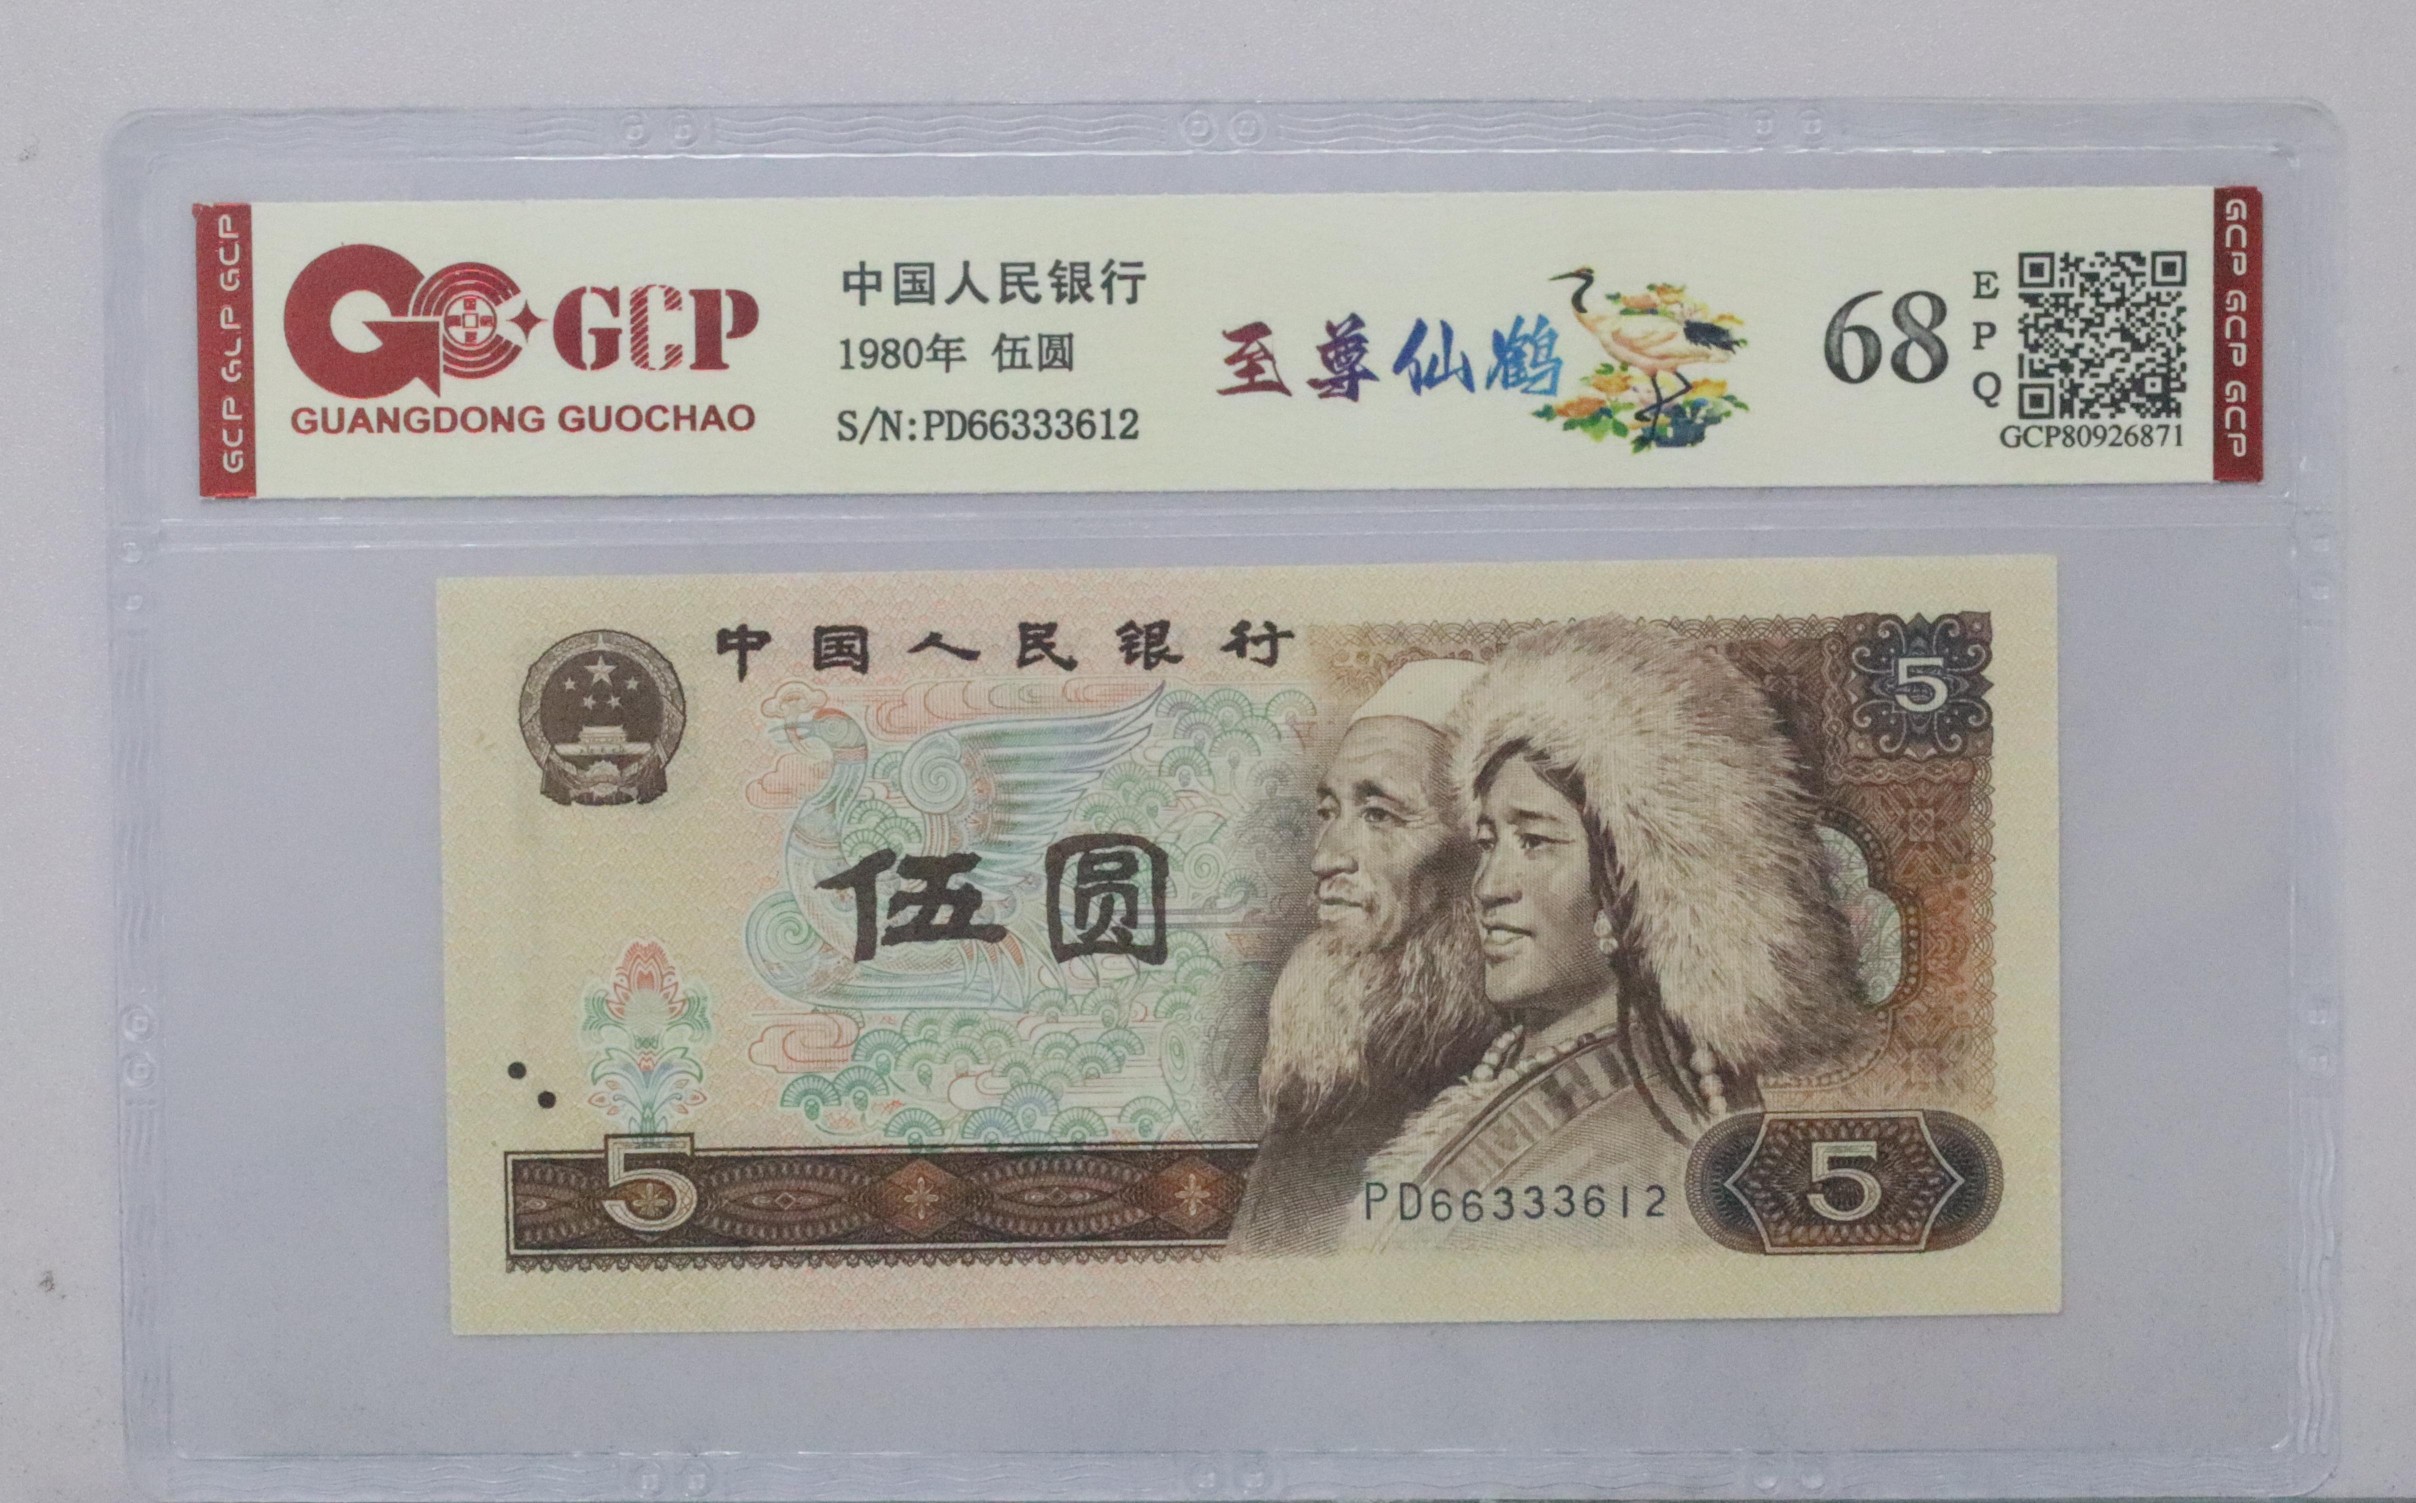 GCP GCP GCP
GCP
GUANGDONG GUOCHAO
中国人民银行
1980年 伍圆
S/N:PD66333612
至尊仙鹤
68
EPQ
GCP80926871
GCP GCP GCP
中国人民银行
5
伍圆
5
PD66333612
5